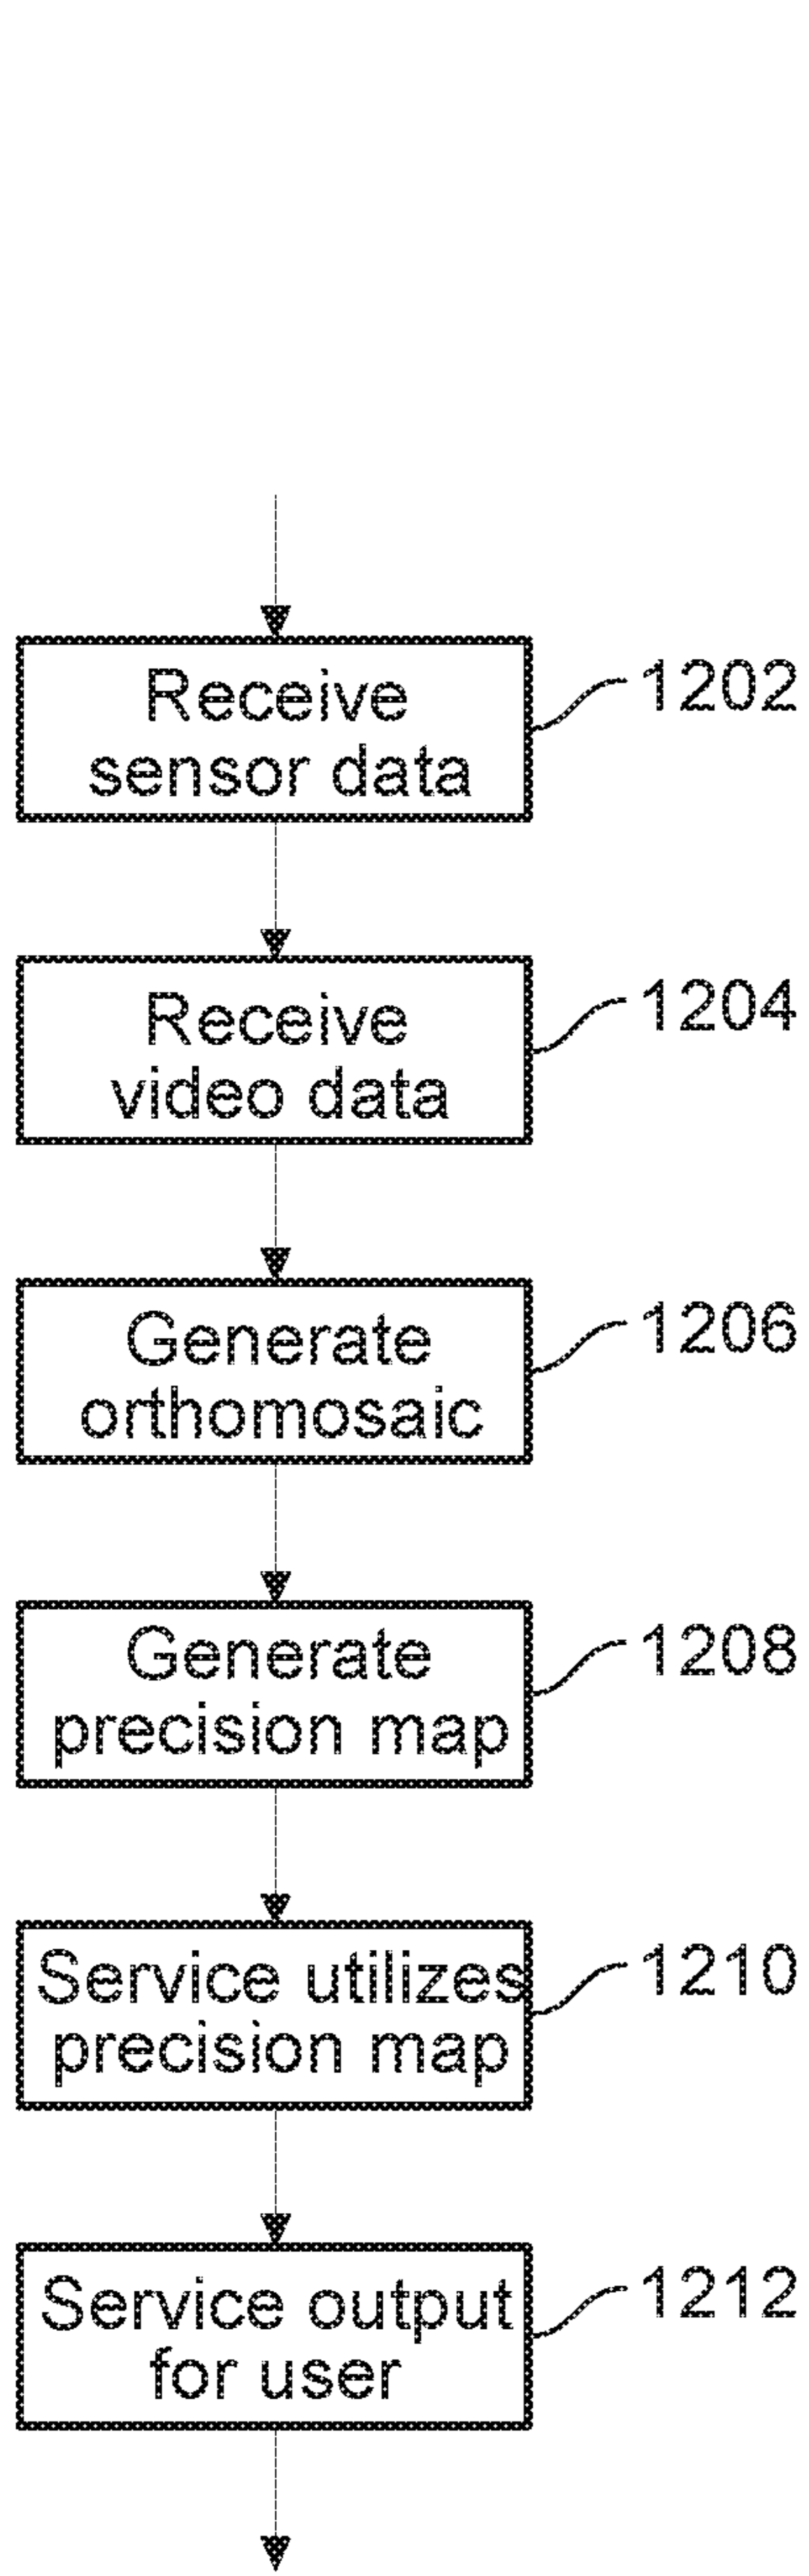 Receive
sensor data
1202
Receive
video data
1204
Generate
orthomosaic
1206
Generate
precision map
1208
Service utilizes
precision map
1210
Service output
for user
1212